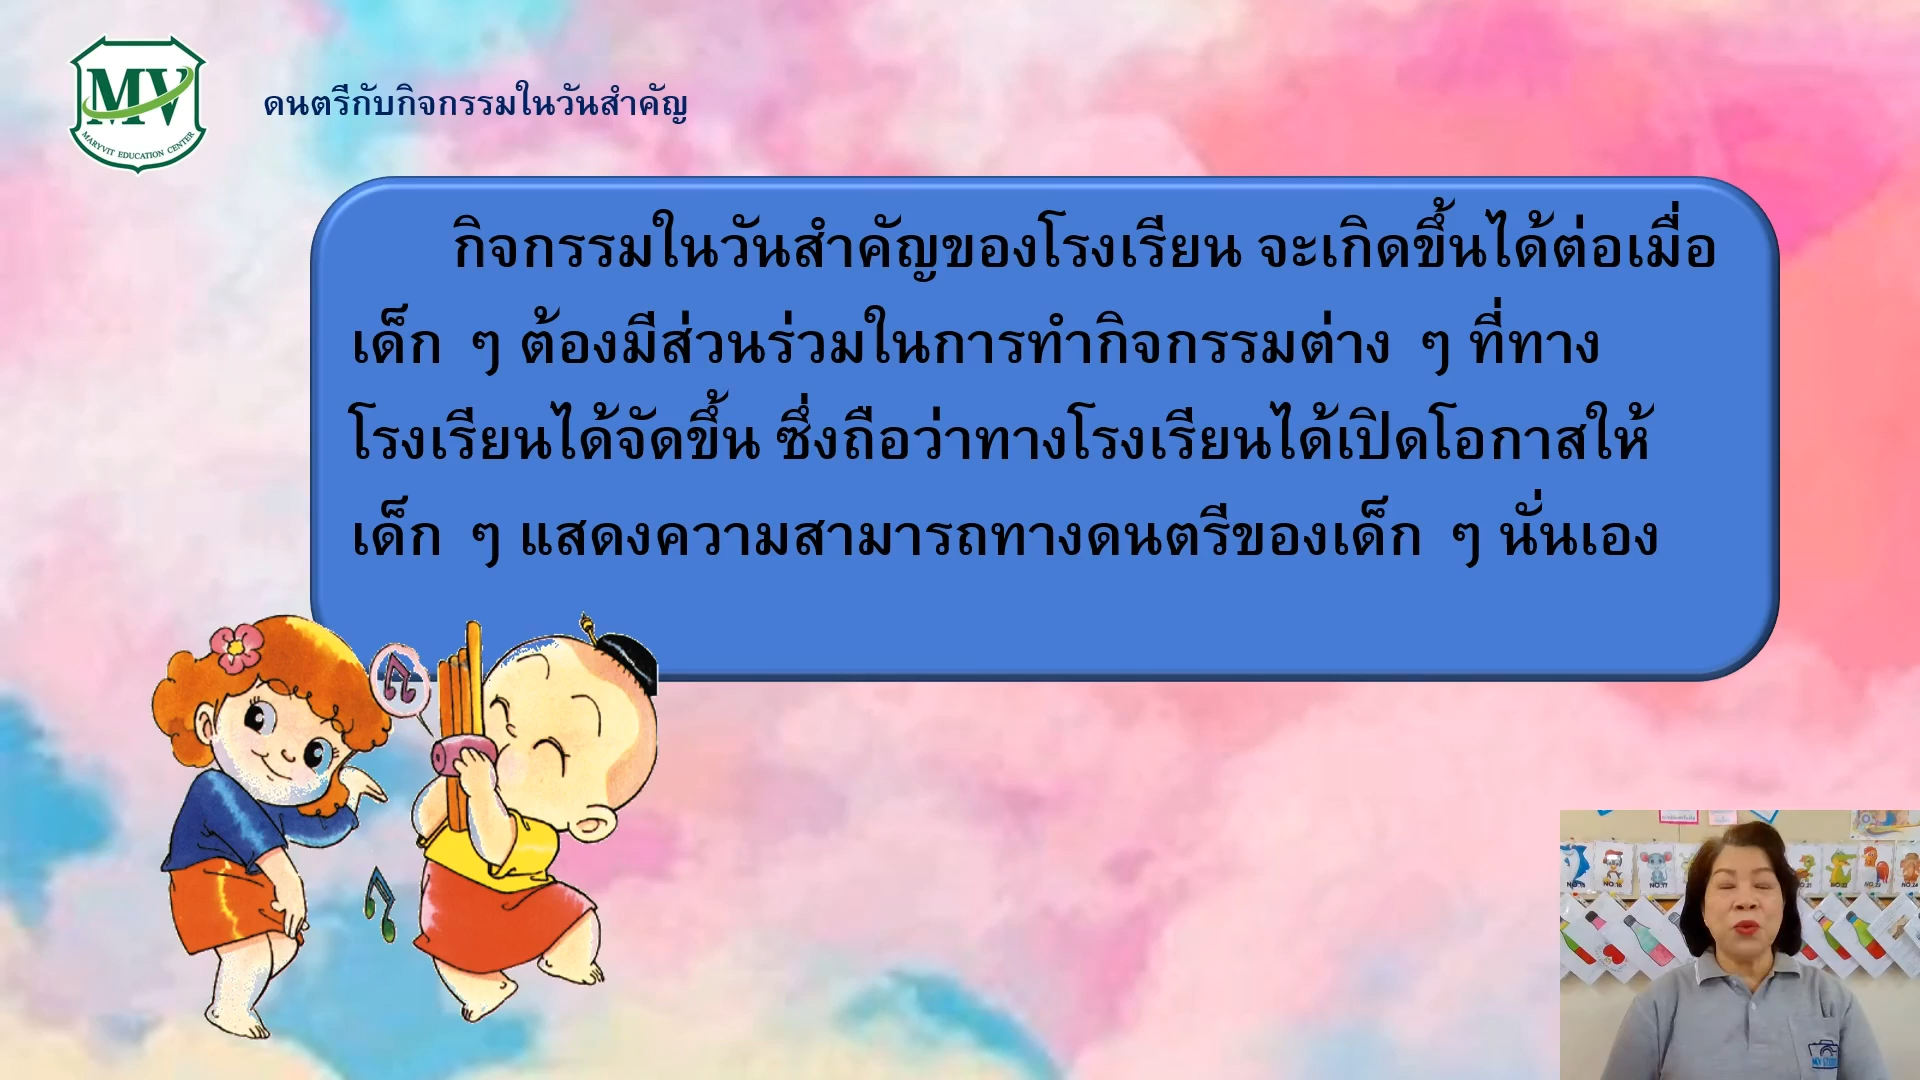 MV
MARYVIT EDUCATION CENTER
ดนตรีกับกิจกรรมในวันสำคัญ
กิจกรรมในวันสำคัญของโรงเรียน จะเกิดขึ้นได้ต่อเมื่อ
เด็ก ๆ ต้องมีส่วนร่วมในการทำกิจกรรมต่าง ๆ ที่ทาง
โรงเรียนได้จัดขึ้น ซึ่งถือว่าทางโรงเรียนได้เปิดโอกาสให้
เด็ก ๆ แสดงความสามารถทางดนตรีของเด็ก ๆ นั่นเอง
NO.16
NO.17